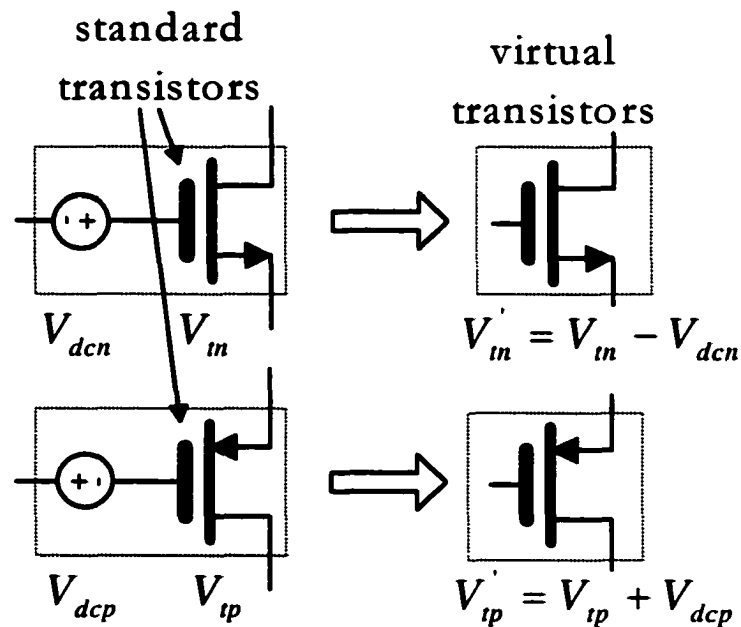 standard
transistors
virtual
transistors
- +
V_dcn V_tn
V'_tn = V_tn - V_dcn
+ -
V_dcp V_tp
V'_tp = V_tp + V_dcp